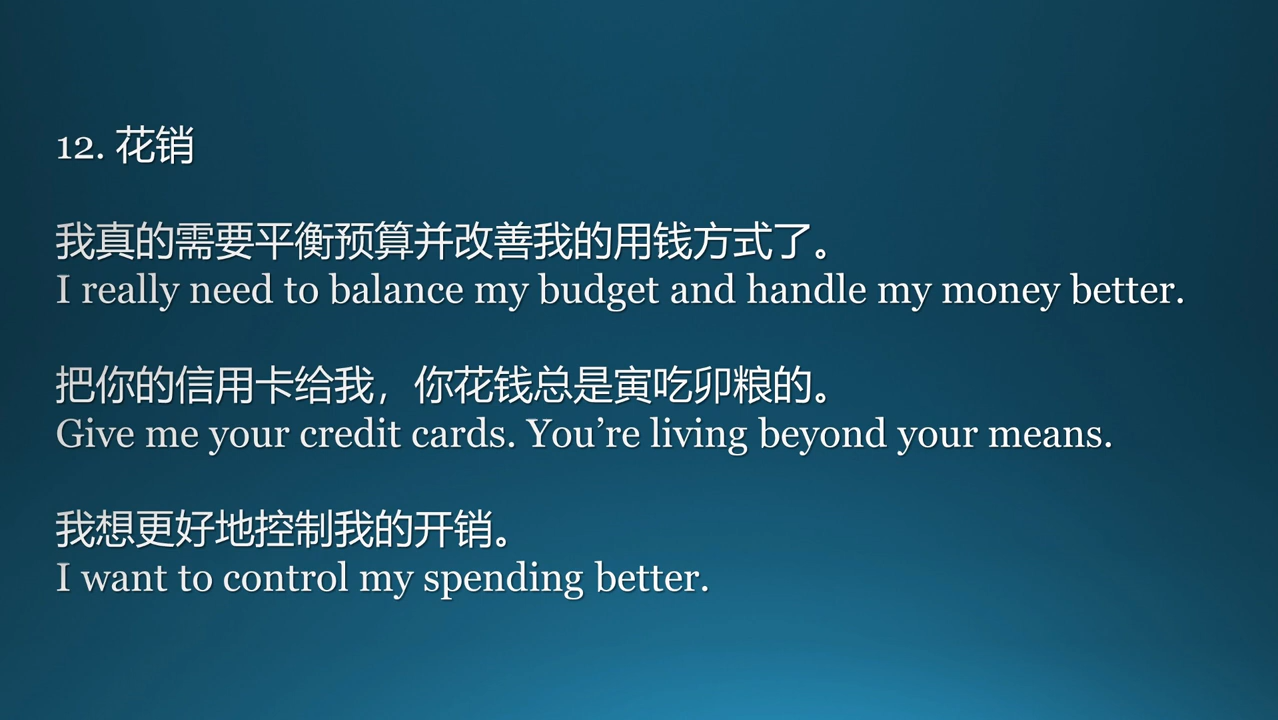 12. 花销
我真的需要平衡预算并改善我的用钱方式了。
I really need to balance my budget and handle my money better.
把你的信用卡给我，你花钱总是寅吃卯粮的。
Give me your credit cards. You’re living beyond your means.
我想更好地控制我的开销。
I want to control my spending better.